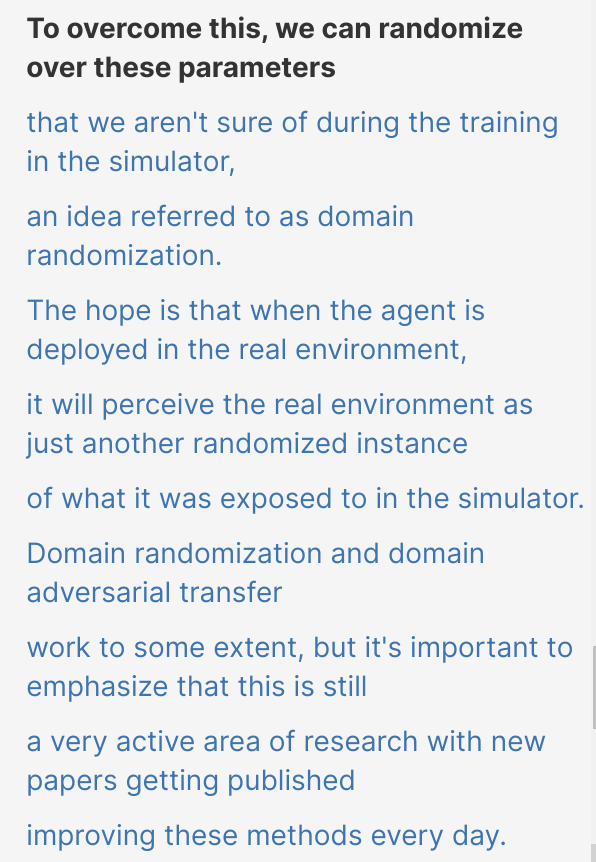 To overcome this, we can randomize
over these parameters
that we aren't sure of during the training
in the simulator,
an idea referred to as domain
randomization.
The hope is that when the agent is
deployed in the real environment,
it will perceive the real environment as
just another randomized instance
of what it was exposed to in the simulator.
Domain randomization and domain
adversarial transfer
work to some extent, but it's important to
emphasize that this is still
a very active area of research with new
papers getting published
improving these methods every day.